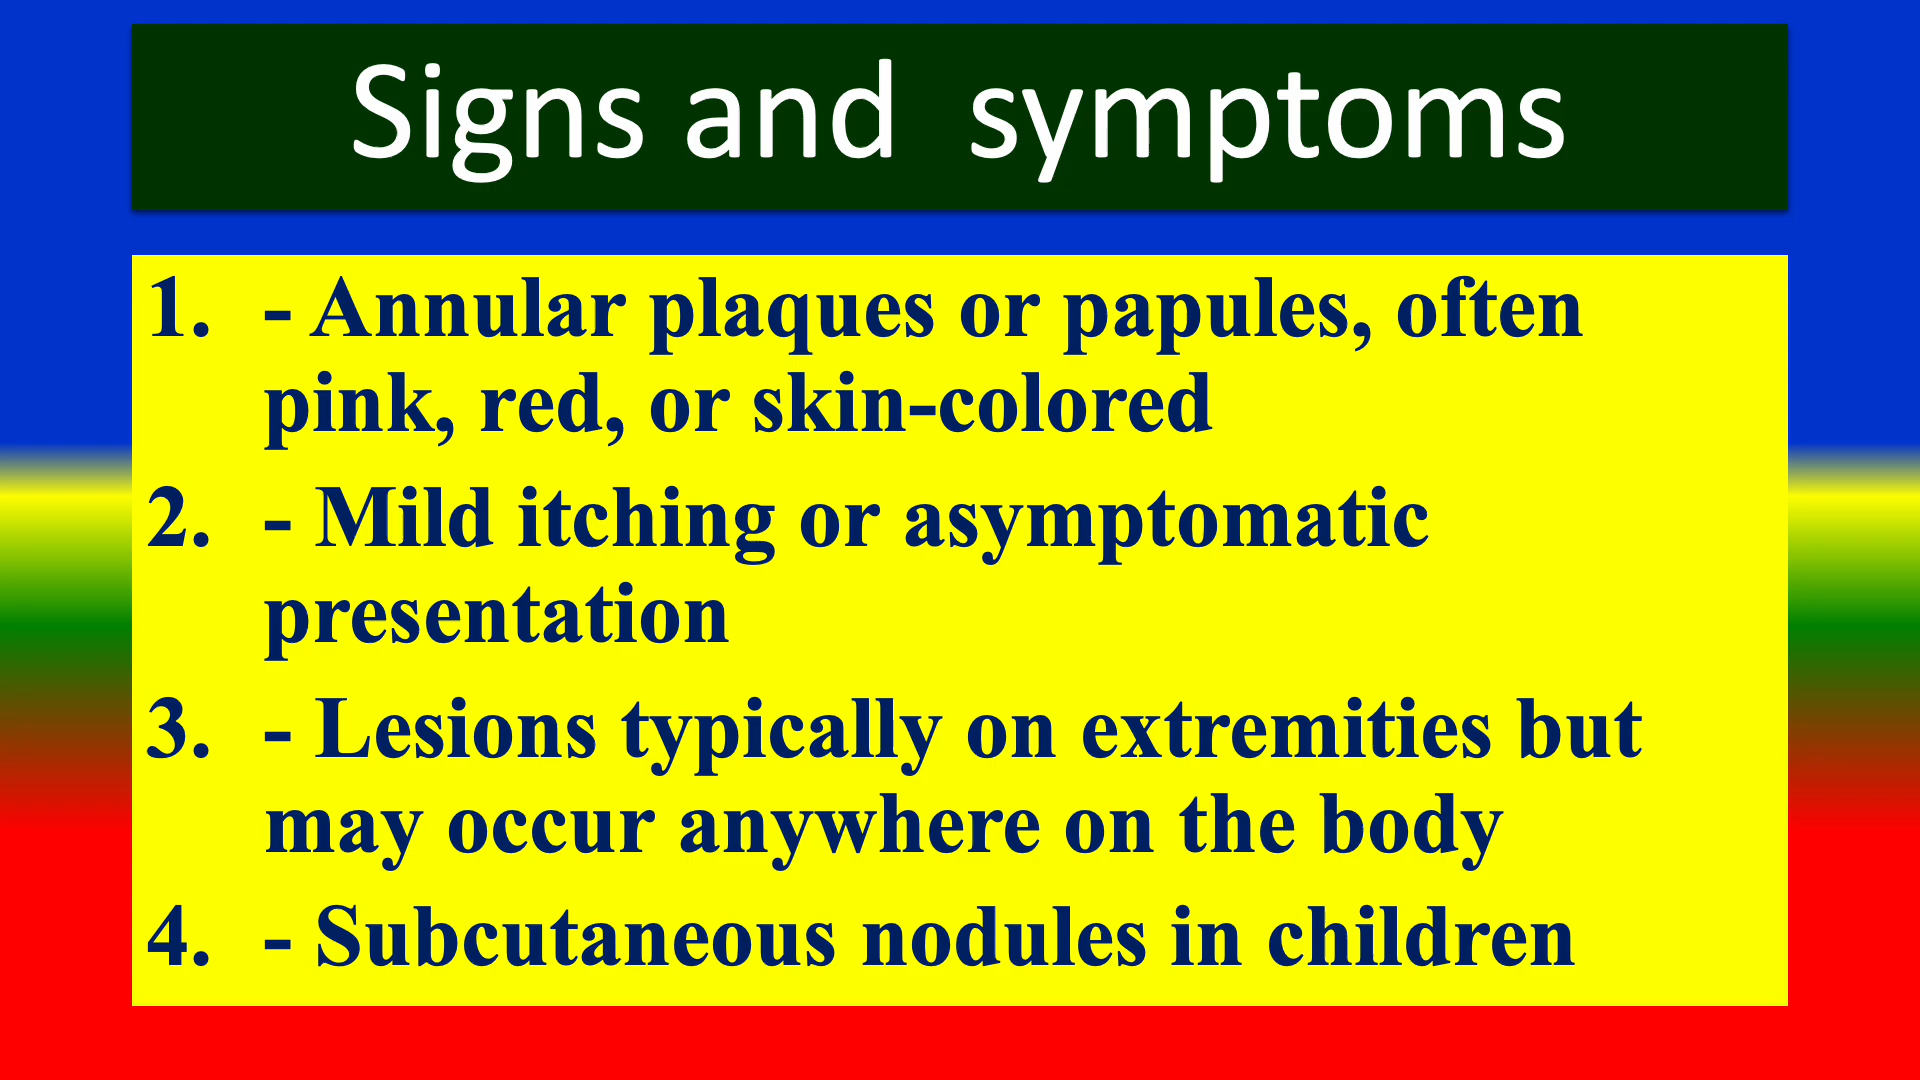 Signs and  symptoms
1. - Annular plaques or papules, often
pink, red, or skin-colored
2. - Mild itching or asymptomatic
presentation
3. - Lesions typically on extremities but
may occur anywhere on the body
4. - Subcutaneous nodules in children